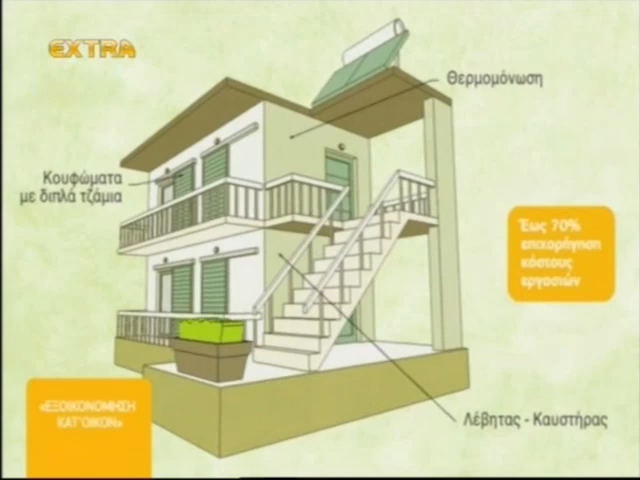 EXTRA
Θερμομόνωση
Κουφώματα
με διπλά τζάμια
Έως 70%
επιχορήγηση
κόστους
εργασιών
«ΕΞΟΙΚΟΝΟΜΗΣΗ
ΚΑΤ'ΟΙΚΟΝ»
Λέβητας - Καυστήρας